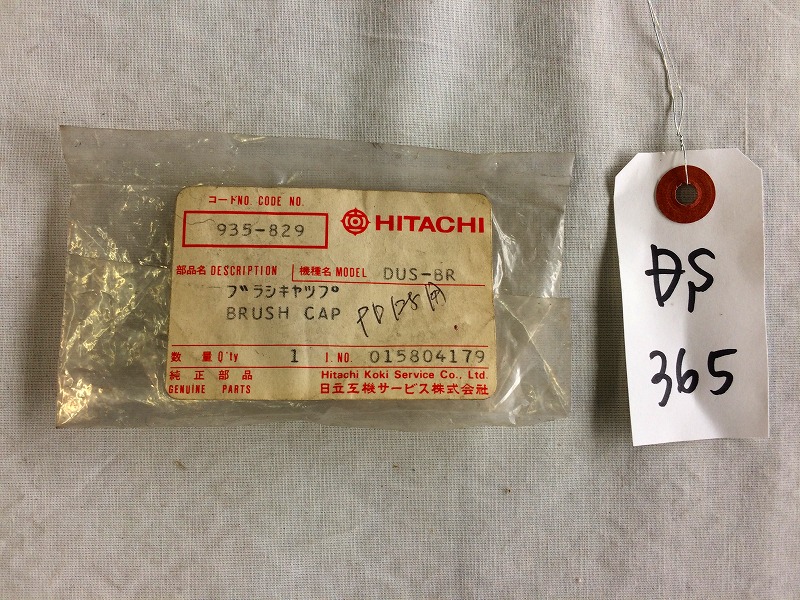 コードNO. CODE NO.
935-829
HITACHI
部品名 DESCRIPTION 機種名 MODEL DUS-BR
ブラシキヤツプ
BRUSH CAP
数量 Q'ty 1 I. NO. 015804179
純正部品 Hitachi Koki Service Co., Ltd.
GENUINE PARTS 日立工機サービス株式会社
365